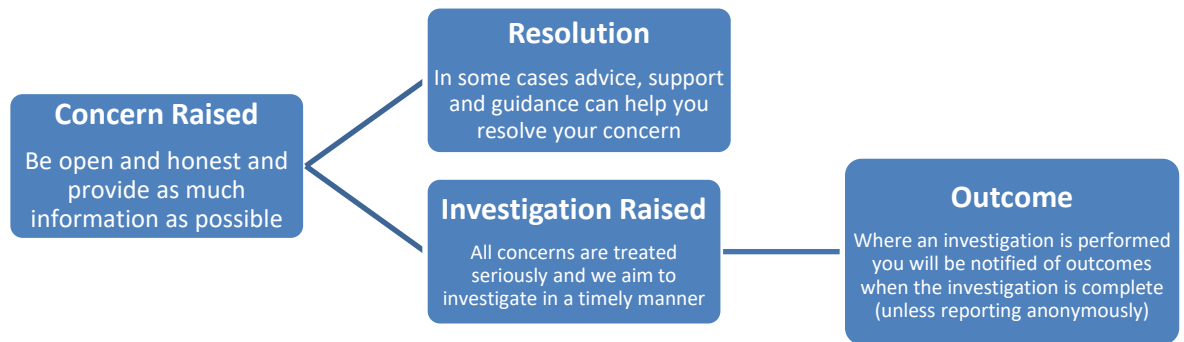 Concern Raised
Be open and honest and
provide as much
information as possible
Resolution
In some cases advice, support
and guidance can help you
resolve your concern
Investigation Raised
All concerns are treated
seriously and we aim to
investigate in a timely manner
Outcome
Where an investigation is performed
you will be notified of outcomes
when the investigation is complete
(unless reporting anonymously)